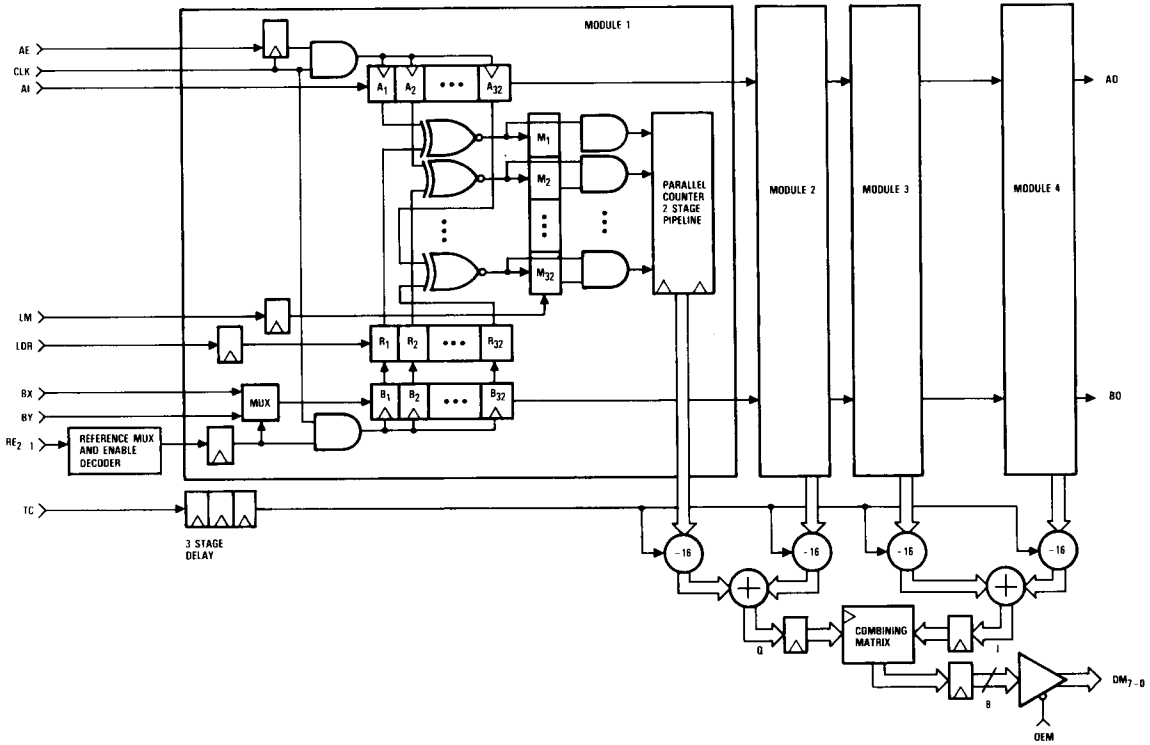 MODULE 1
AE
CLK
AI
A1 A2 ••• A32
AO
M1
M2
•••
M32
PARALLEL
COUNTER
2 STAGE
PIPELINE
MODULE 2
MODULE 3
MODULE 4
LM
LDR
R1 R2 ••• R32
BX
BY
MUX
B1 B2 ••• B32
BO
RE2 1
REFERENCE MUX
AND ENABLE
DECODER
TC
3 STAGE
DELAY
-16
-16
-16
-16
Q
COMBINING
MATRIX
I
8
DM7-0
OEM